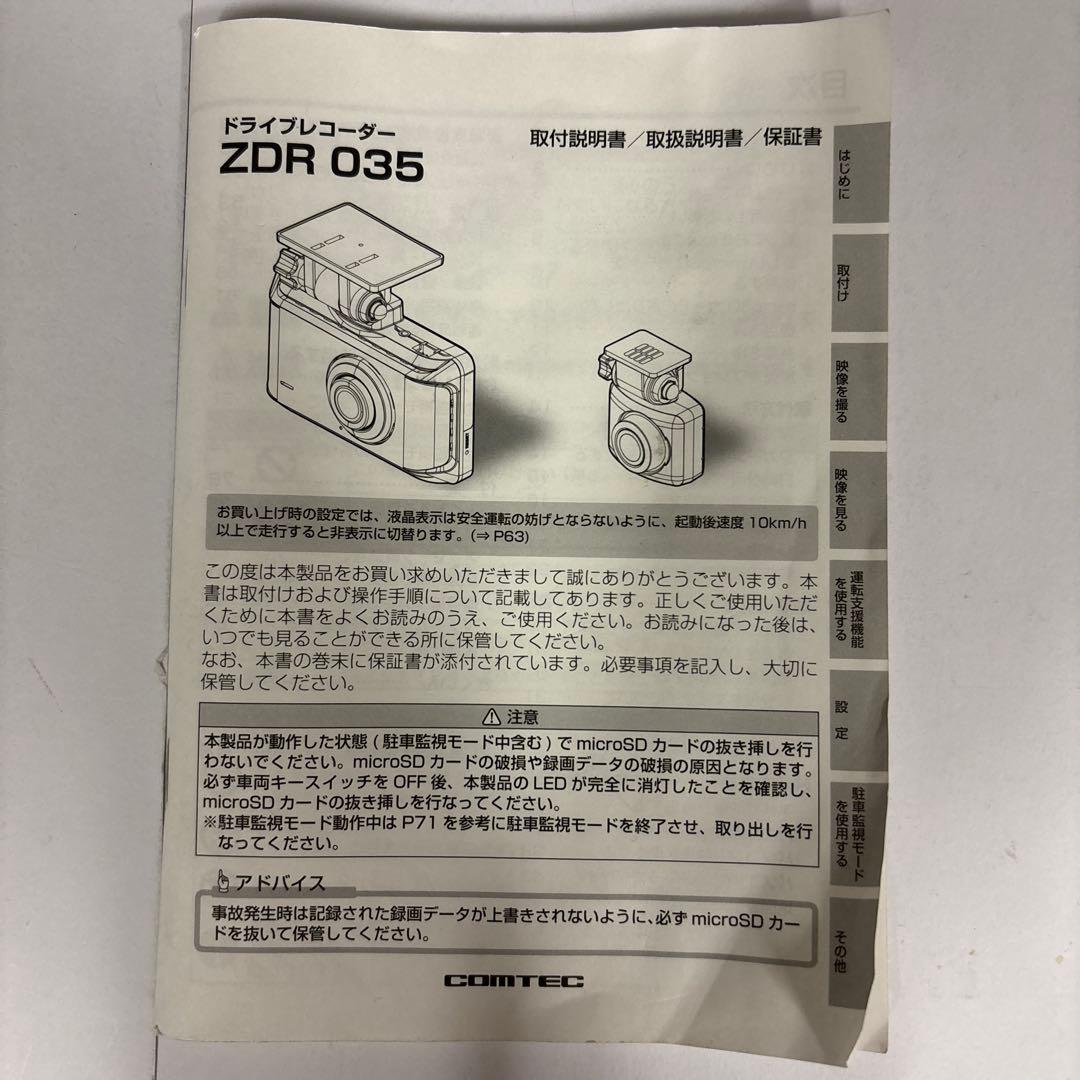 ドライブレコーダー
ZDR 035
取付説明書／取扱説明書／保証書
お買い上げ時の設定では、液晶表示は安全運転の妨げとならないように、起動後速度 10km/h
以上で走行すると非表示に切替ります。(⇒P63)
この度は本製品をお買い求めいただきまして誠にありがとうございます。本
書は取付けおよび操作手順について記載してあります。正しくご使用いただ
くために本書をよくお読みのうえ、ご使用ください。お読みになった後は、
いつでも見ることができる所に保管してください。
なお、本書の巻末に保証書が添付されています。必要事項を記入し、大切に
保管してください。
⚠ 注意
本製品が動作した状態 ( 駐車監視モード中含む ) で microSD カードの抜き挿しを行
わないでください。microSD カードの破損や録画データの破損の原因となります。
必ず車両キースイッチを OFF 後、本製品の LED が完全に消灯したことを確認し、
microSD カードの抜き挿しを行なってください。
※駐車監視モード動作中は P71 を参考に駐車監視モードを終了させ、取り出しを行
なってください。
アドバイス
事故発生時は記録された録画データが上書きされないように、必ず microSD カー
ドを抜いて保管してください。
COMTEC
はじめに
取付け
映像を撮る
映像を見る
運転支援機能
を使用する
設 定
駐車監視モード
を使用する
その他